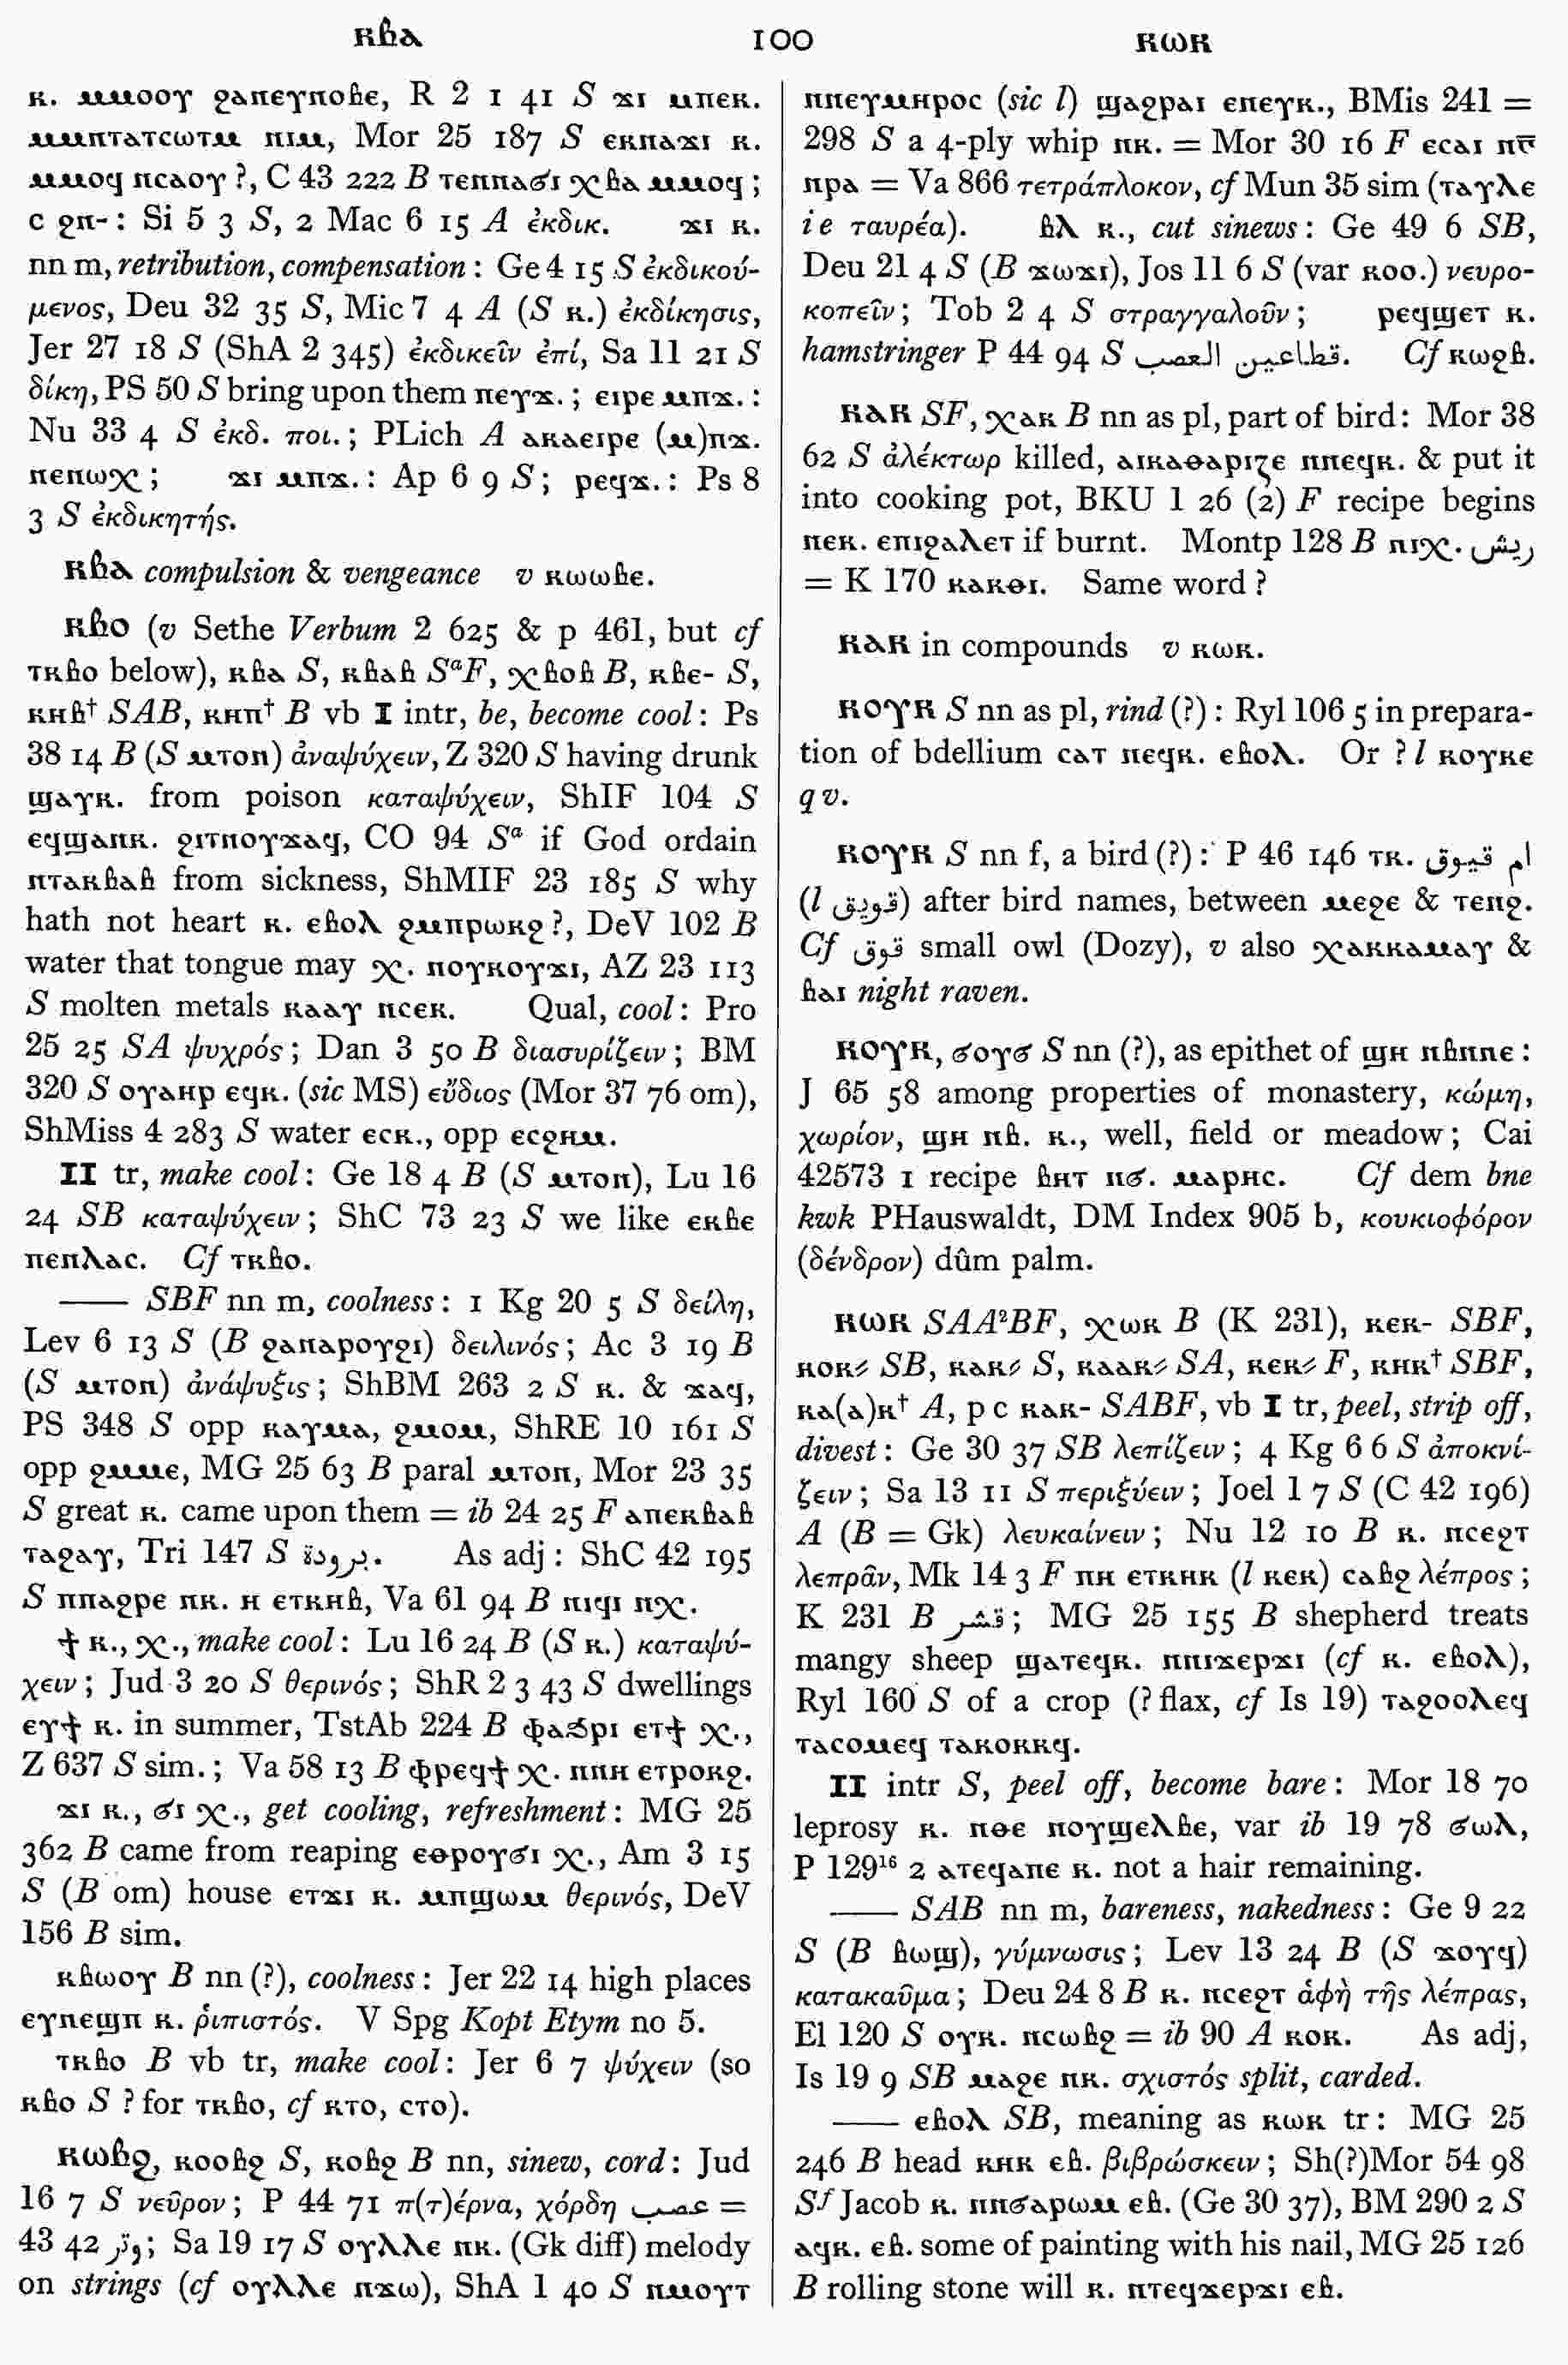 ⲕⲃⲁ
100
ⲕⲱⲕ
ⲕ. ⲙⲙⲟⲟⲩ ϩⲁⲛⲉⲩⲛⲟⲃⲉ, R 2 1 41 S ϫⲓ ⲙⲡⲉⲕ.
ⲙⲙⲛⲧⲁⲧⲥⲱⲧⲙ ⲛⲓⲙ, Mor 25 187 S ⲉⲕⲛⲁϫⲓ ⲕ.
ⲙⲙⲟϥ ⲛⲥⲁⲟⲩ ?, C 43 222 B ⲧⲉⲛⲛⲁϭⲓ ⲭⲃⲁ ⲙⲙⲟϥ ;
c ϩⲛ- : Si 5 3 S, 2 Mac 6 15 A ἐκδικ. ϫⲓ ⲕ.
nn m, retribution, compensation : Ge 4 15 S ἐκδικού-
μενος, Deu 32 35 S, Mic 7 4 A (S ⲕ.) ἐκδίκησις,
Jer 27 18 S (ShA 2 345) ἐκδικεῖν ἐπί, Sa 11 21 S
δίκη, PS 50 S bring upon them ⲡⲉⲩϫ. ; ⲉⲓⲣⲉ ⲙⲡϫ. :
Nu 33 4 S ἐκδ. ποι. ; PLich A ⲁⲕⲁⲉⲓⲣⲉ (ⲙ)ⲡϫ.
ⲡⲉⲛⲱⲭ ; ϫⲓ ⲙⲡϫ. : Ap 6 9 S ; ⲣⲉϥϫ. : Ps 8
3 S ἐκδικητής.
ⲕⲃⲁ compulsion & vengeance v ⲕⲱⲱⲃⲉ.
ⲕⲃⲟ (v Sethe Verbum 2 625 & p 461, but cf
ⲧⲕⲃⲟ below), ⲕⲃⲁ S, ⲕⲃⲁⲃ SᵃF, ⲭⲃⲟⲃ B, ⲕⲃⲉ- S,
ⲕⲏⲃ† SAB, ⲕⲏⲡ† B vb I intr, be, become cool : Ps
38 14 B (S ⲙⲧⲟⲛ) ἀναψύχειν, Z 320 S having drunk
ϣⲁⲩⲕ. from poison καταψύχειν, ShIF 104 S
ⲉϥϣⲁⲛⲕ. ϩⲓⲧⲛⲟⲩϫⲁϥ, CO 94 Sᵃ if God ordain
ⲛⲧⲁⲕⲃⲁⲃ from sickness, ShMIF 23 185 S why
hath not heart ⲕ. ⲉⲃⲟⲗ ϩⲙⲡⲣⲱⲕϩ ?, DeV 102 B
water that tongue may ⲭ. ⲛⲟⲩⲕⲟⲩϫⲓ, AZ 23 113
S molten metals ⲕⲁⲁⲩ ⲛⲥⲉⲕ. Qual, cool : Pro
25 25 SA ψυχρός ; Dan 3 50 B διασυρίζειν ; BM
320 S ⲟⲩⲁⲏⲣ ⲉϥⲕ. (sic MS) εὔδιος (Mor 37 76 om),
ShMiss 4 283 S water ⲉⲥⲕ., opp ⲉⲥϩⲏⲙ.
II tr, make cool : Ge 18 4 B (S ⲙⲧⲟⲛ), Lu 16
24 SB καταψύχειν ; ShC 73 23 S we like ⲉⲕⲃⲉ
ⲡⲉⲛⲗⲁⲥ. Cf ⲧⲕⲃⲟ.
—— SBF nn m, coolness : 1 Kg 20 5 S δείλη,
Lev 6 13 S (B ϩⲁⲛⲁⲣⲟⲩϩⲓ) δειλινός ; Ac 3 19 B
(S ⲙⲧⲟⲛ) ἀνάψυξις ; ShBM 263 2 S ⲕ. & ϫⲁϥ,
PS 348 S opp ⲕⲁⲩⲙⲁ, ϩⲙⲟⲙ, ShRE 10 161 S
opp ϩⲙⲙⲉ, MG 25 63 B paral ⲙⲧⲟⲛ, Mor 23 35
S great ⲕ. came upon them = ib 24 25 F ⲁⲡⲉⲕⲃⲁⲃ
ⲧⲁϩⲁⲩ, Tri 147 S برودة. As adj : ShC 42 195
S ⲡⲡⲁϩⲣⲉ ⲛⲕ. ⲏ ⲉⲧⲕⲏⲃ, Va 61 94 B ⲡⲓϥⲓ ⲛⲭ.
ϯ ⲕ., ⲭ., make cool : Lu 16 24 B (S ⲕ.) καταψύ-
χειν ; Jud 3 20 S θερινός ; ShR 2 3 43 S dwellings
ⲉⲩϯ ⲕ. in summer, TstAb 224 B ⲫⲁϧⲣⲓ ⲉⲧϯ ⲭ.,
Z 637 S sim. ; Va 58 13 B ⲫⲣⲉϥϯ ⲭ. ⲛⲛⲏ ⲉⲧⲣⲟⲕϩ.
ϫⲓ ⲕ., ϭⲓ ⲭ., get cooling, refreshment : MG 25
362 B came from reaping ⲉⲑⲣⲟⲩϭⲓ ⲭ., Am 3 15
S (B om) house ⲉⲧϫⲓ ⲕ. ⲙⲡϣⲱⲙ θερινός, DeV
156 B sim.
ⲕⲃⲱⲟⲩ B nn (?), coolness : Jer 22 14 high places
ⲉⲩⲛⲉϣⲡ ⲕ. ῥιπιστός. V Spg Kopt Etym no 5.
ⲧⲕⲃⲟ B vb tr, make cool : Jer 6 7 ψύχειν (so
ⲕⲃⲟ S ? for ⲧⲕⲃⲟ, cf ⲕⲧⲟ, ⲥⲧⲟ).
ⲕⲱⲃϩ, ⲕⲟⲟⲃϩ S, ⲕⲟⲃϩ B nn, sinew, cord : Jud
16 7 S νεῦρον ; P 44 71 π(τ)έρνα, χόρδη عصب =
43 42 وتر ; Sa 19 17 S ⲟⲩⲗⲗⲉ ⲛⲕ. (Gk diff) melody
on strings (cf ⲟⲩⲗⲗⲉ ⲛϫⲱ), ShA 1 40 S ⲡⲙⲟⲩⲧ
ⲛⲛⲉⲩⲙⲏⲣⲟⲥ (sic l) ϣⲁϩⲣⲁⲓ ⲉⲛⲉⲩⲕ., BMis 241 =
298 S a 4-ply whip ⲛⲕ. = Mor 30 16 F ⲉⲥⲁⲓ ⲛ︤ⲅ︥
ⲛⲣⲁ = Va 866 τετράπλοκον, cf Mun 35 sim (ⲧⲁⲩⲗⲉ
i e ταυρέα). ⲃⲗ ⲕ., cut sinews : Ge 49 6 SB,
Deu 21 4 S (B ϫⲱϫⲓ), Jos 11 6 S (var ⲕⲟⲟ.) νευρο-
κοπεῖν ; Tob 2 4 S στραγγαλοῦν ; ⲣⲉϥϣⲉⲧ ⲕ.
hamstringer P 44 94 S قطاعين العصب. Cf ⲕⲱϩⲃ.
ⲕⲁⲕ SF, ⲭⲁⲕ B nn as pl, part of bird : Mor 38
62 S ἀλέκτωρ killed, ⲁⲓⲕⲁⲑⲁⲣⲓⲍⲉ ⲛⲛⲉϥⲕ. & put it
into cooking pot, BKU 1 26 (2) F recipe begins
ⲛⲉⲕ. ⲉⲡⲓϩⲁⲗⲉⲧ if burnt. Montp 128 B ⲛⲓⲭ. ريش
= K 170 ⲕⲁⲕⲑⲓ. Same word ?
ⲕⲁⲕ in compounds v ⲕⲱⲕ.
ⲕⲟⲩⲕ S nn as pl, rind (?) : Ryl 106 5 in prepara-
tion of bdellium ⲥⲁⲧ ⲛⲉϥⲕ. ⲉⲃⲟⲗ. Or ? l ⲕⲟⲩⲕⲉ
q v.
ⲕⲟⲩⲕ S nn f, a bird (?) : P 46 146 ⲧⲕ. ام قيوق
(l قويق) after bird names, between ⲙⲉϩⲉ & ⲧⲉⲛϩ.
Cf قوق small owl (Dozy), v also ⲭⲁⲕⲕⲁⲙⲁⲩ &
ⲃⲁⲓ night raven.
ⲕⲟⲩⲕ, ϭⲟⲩϭ S nn (?), as epithet of ϣⲏ ⲛⲃⲛⲛⲉ :
J 65 58 among properties of monastery, κώμη,
χωρίον, ϣⲏ ⲛⲃ. ⲕ., well, field or meadow ; Cai
42573 1 recipe ⲃⲏⲧ ⲛϭ. ⲙⲁⲣⲏⲥ. Cf dem bne
kwk PHauswaldt, DM Index 905 b, κουκιοφόρον
(δένδρον) dûm palm.
ⲕⲱⲕ SAA²BF, ⲭⲱⲕ B (K 231), ⲕⲉⲕ- SBF,
ⲕⲟⲕ⸗ SB, ⲕⲁⲕ⸗ S, ⲕⲁⲁⲕ⸗ SA, ⲕⲉⲕ⸗ F, ⲕⲏⲕ† SBF,
ⲕⲁ(ⲁ)ⲕ† A, p c ⲕⲁⲕ- SABF, vb I tr, peel, strip off,
divest : Ge 30 37 SB λεπίζειν ; 4 Kg 6 6 S ἀποκνί-
ζειν ; Sa 13 11 S περιξύειν ; Joel 1 7 S (C 42 196)
A (B = Gk) λευκαίνειν ; Nu 12 10 B ⲕ. ⲛⲥⲉϩⲧ
λεπρᾶν, Mk 14 3 F ⲡⲏ ⲉⲧⲕⲏⲕ (l ⲕⲉⲕ) ⲥⲁⲃϩ λέπρος ;
K 231 B قشر ; MG 25 155 B shepherd treats
mangy sheep ϣⲁⲧⲉϥⲕ. ⲛⲛⲓϫⲉⲣϫⲓ (cf ⲕ. ⲉⲃⲟⲗ),
Ryl 160 S of a crop (? flax, cf Is 19) ⲧⲁϩⲟⲟⲗⲉϥ
ⲧⲁⲥⲟⲙⲉϥ ⲧⲁⲕⲟⲕⲕϥ.
II intr S, peel off, become bare : Mor 18 70
leprosy ⲕ. ⲛⲑⲉ ⲛⲟⲩϣⲉⲗⲃⲉ, var ib 19 78 ϭⲱⲗ,
P 129¹⁶ 2 ⲁⲧⲉϥⲁⲡⲉ ⲕ. not a hair remaining.
—— SAB nn m, bareness, nakedness : Ge 9 22
S (B ⲃⲱϣ), γύμνωσις ; Lev 13 24 B (S ϫⲟⲩϥ)
κατακαῦμα ; Deu 24 8 B ⲕ. ⲛⲥⲉϩⲧ ἁφὴ τῆς λέπρας,
El 120 S ⲟⲩⲕ. ⲛⲥⲱⲃϩ = ib 90 A ⲕⲟⲕ. As adj,
Is 19 9 SB ⲙⲁϩⲉ ⲛⲕ. σχιστός split, carded.
—— ⲉⲃⲟⲗ SB, meaning as ⲕⲱⲕ tr : MG 25
246 B head ⲕⲏⲕ ⲉⲃ. βιβρώσκειν ; Sh(?)Mor 54 98
Sᶠ Jacob ⲕ. ⲛⲛϭⲁⲣⲱⲙ ⲉⲃ. (Ge 30 37), BM 290 2 S
ⲁϥⲕ. ⲉⲃ. some of painting with his nail, MG 25 126
B rolling stone will ⲕ. ⲛⲧⲉϥϫⲉⲣϫⲓ ⲉⲃ.